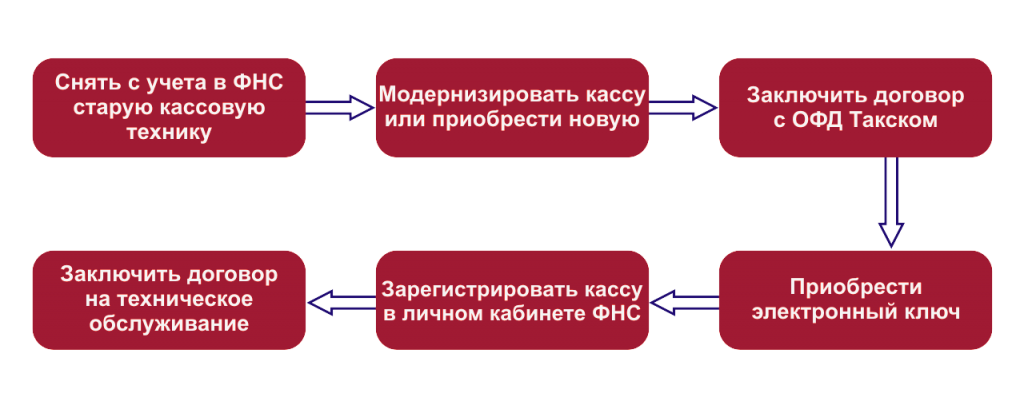 Снять с учета в ФНС
старую кассовую
технику
Модернизировать кассу
или приобрести новую
Заключить договор
с ОФД Такском
Приобрести
электронный ключ
Зарегистрировать кассу
в личном кабинете ФНС
Заключить договор
на техническое
обслуживание